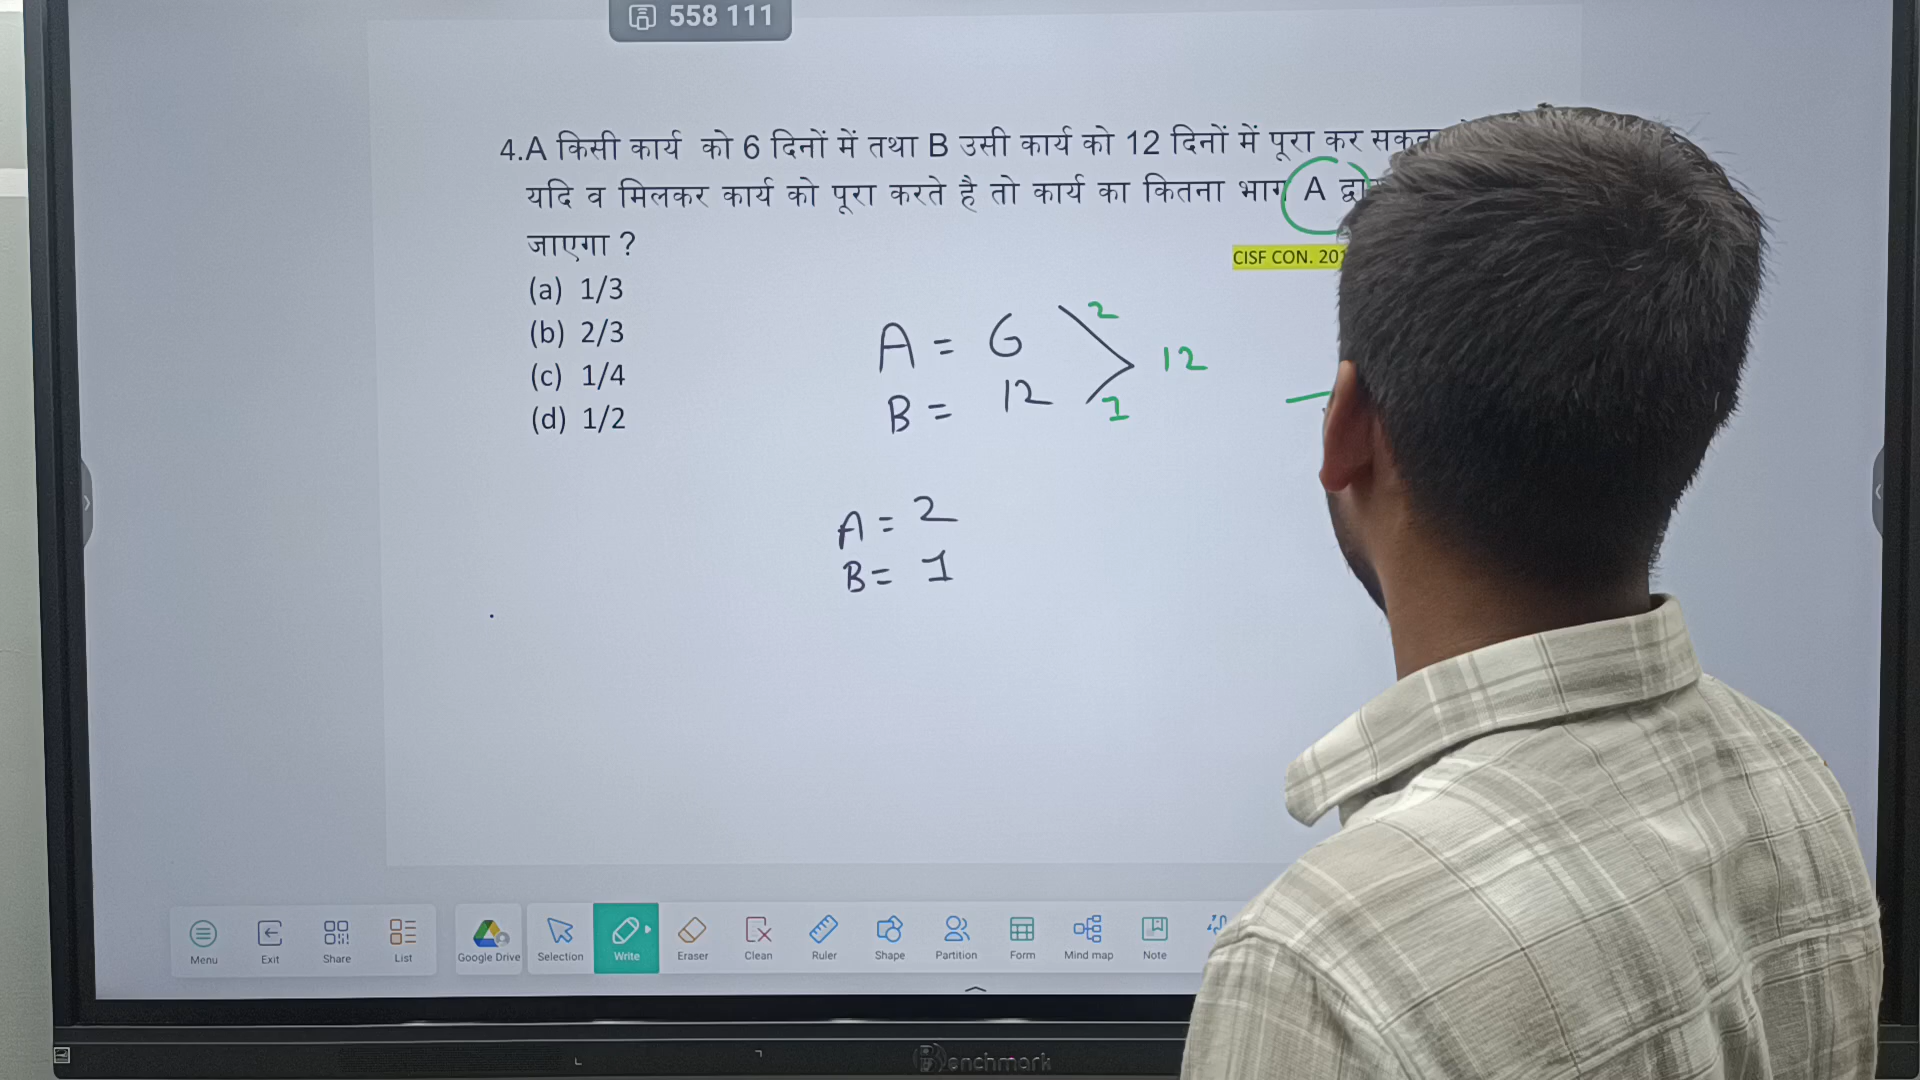 558 111
4.A किसी कार्य को 6 दिनों में तथा B उसी कार्य को 12 दिनों में पूरा कर
यदि व मिलकर कार्य को पूरा करते है तो कार्य का कितना भाग A
जाएगा ?
CISF CON.
(a) 1/3
(b) 2/3
(c) 1/4
(d) 1/2
A = 6 2
12
B = 12 1
A = 2
B = 1
Menu Exit Share List Google Drive Selection Write Eraser Clean Ruler Shape Partition Form Mind map Note
Benchmark